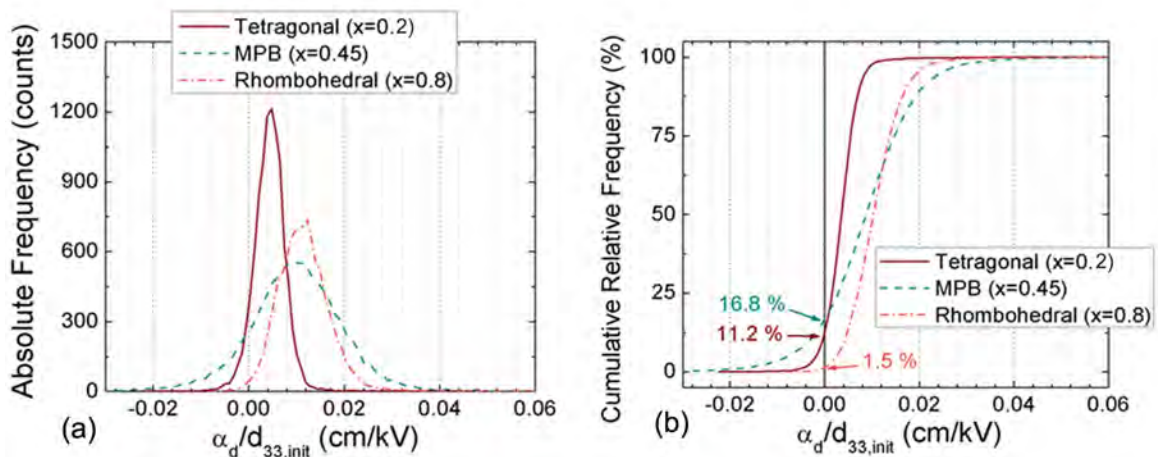 Tetragonal (x=0.2)
MPB (x=0.45)
Rhombohedral (x=0.8)
1500
1200
900
600
300
0
Absolute Frequency (counts)
-0.02
0.00
0.02
0.04
0.06
(a)
α_d/d_33,init (cm/kV)
100
75
50
25
0
Cumulative Relative Frequency (%)
16.8 %
11.2 %
1.5 %
Tetragonal (x=0.2)
MPB (x=0.45)
Rhombohedral (x=0.8)
-0.02
0.00
0.02
0.04
0.06
(b)
α_d/d_33,init (cm/kV)